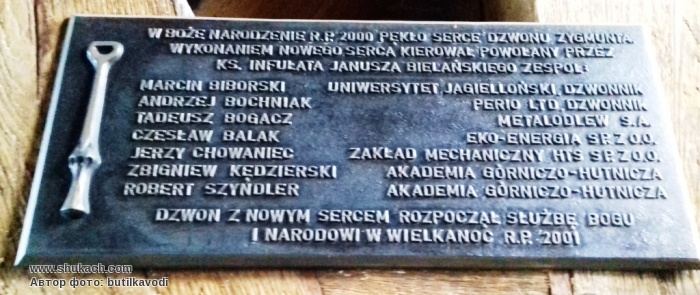 W BOŻE NARODZENIE R.P. 2000 PĘKŁO SERCE DZWONU ZYGMUNTA.
WYKONANIEM NOWEGO SERCA KIEROWAŁ POWOŁANY PRZEZ
KS. INFUŁATA JANUSZA BIELAŃSKIEGO ZESPÓŁ:
MARCIN BIBORSKI UNIWERSYTET JAGIELLOŃSKI, DZWONNIK
ANDRZEJ BOCHNIAK PERIO LTD, DZWONNIK
TADEUSZ BOGACZ METALODLEW S.A.
CZESŁAW BALAK EKO-ENERGIA SP. Z O.O.
JERZY CHOWANIEC ZAKŁAD MECHANICZNY HTS SP. Z O.O.
ZBIGNIEW KĘDZIERSKI AKADEMIA GÓRNICZO-HUTNICZA
ROBERT SZYNDLER AKADEMIA GÓRNICZO-HUTNICZA
DZWON Z NOWYM SERCEM ROZPOCZĄŁ SŁUŻBĘ BOGU
I NARODOWI W WIELKANOC R.P. 2001
www.shukach.com
Автор фото: butilkavodi